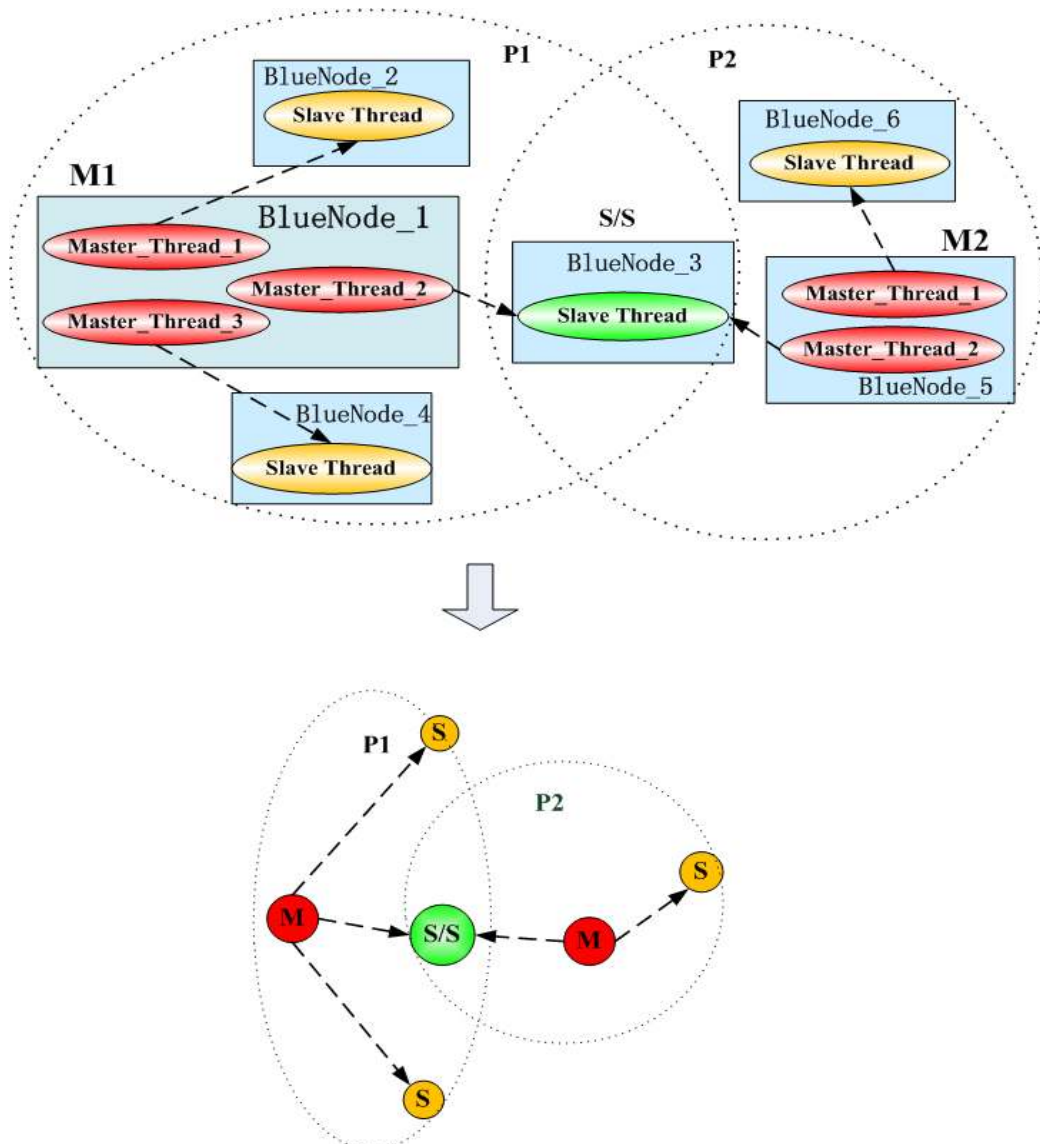 P1
P2
BlueNode_2
Slave Thread
BlueNode_6
Slave Thread
M1
BlueNode_1
Master_Thread_1
Master_Thread_2
Master_Thread_3
S/S
BlueNode_3
Slave Thread
M2
Master_Thread_1
Master_Thread_2
BlueNode_5
BlueNode_4
Slave Thread
P1
S
P2
S
M
S/S
M
S